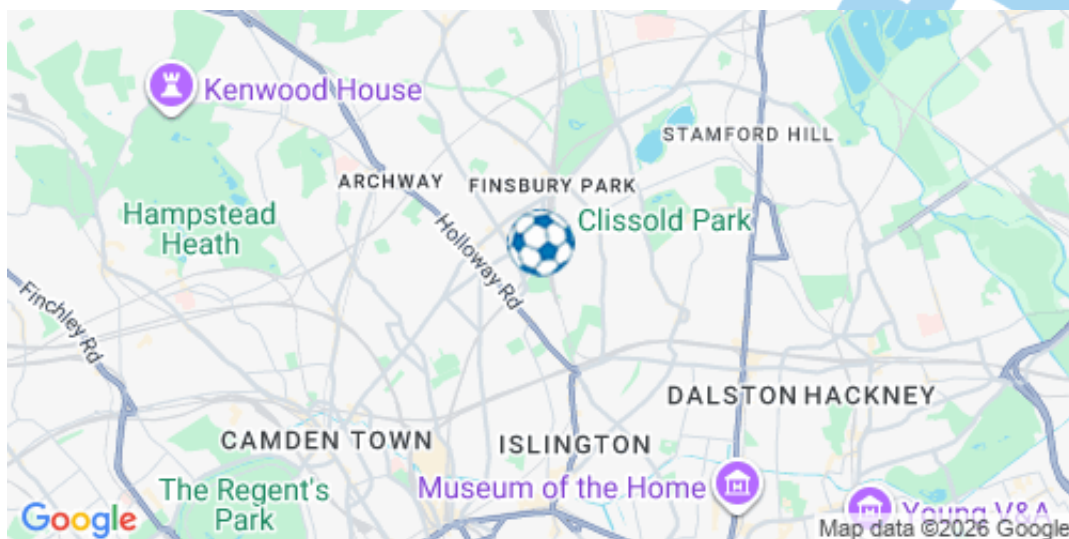 Kenwood House
STAMFORD HILL
ARCHWAY
FINSBURY PARK
Hampstead
Heath
Clissold Park
Holloway Rd
Finchley Rd
DALSTON
HACKNEY
CAMDEN TOWN
ISLINGTON
The Regent's
Park
Museum of the Home
Young V&A
Google
Map data ©2026 Google